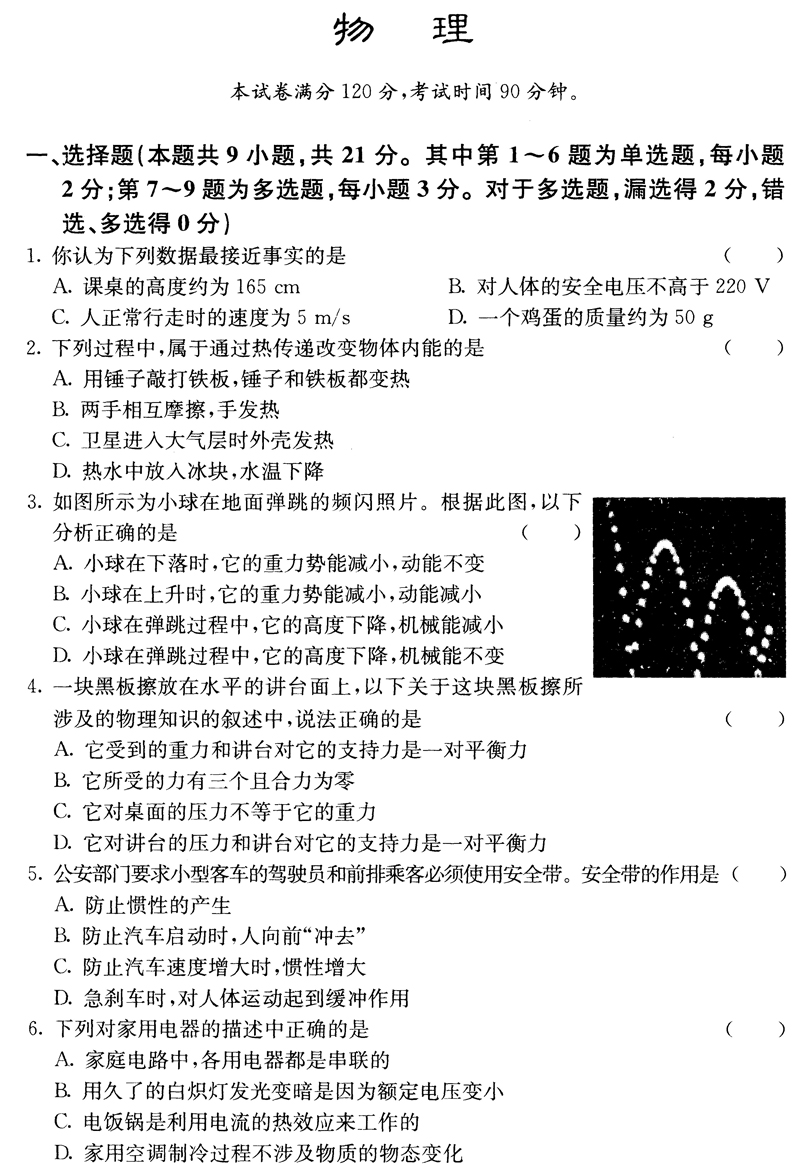 物 理
本试卷满分 120 分,考试时间 90 分钟。
一、选择题(本题共 9 小题,共 21 分。其中第 1～6 题为单选题,每小题
2 分;第 7～9 题为多选题,每小题 3 分。对于多选题,漏选得 2 分,错
选、多选得 0 分)
1. 你认为下列数据最接近事实的是 ( )
A. 课桌的高度约为 165 cm B. 对人体的安全电压不高于 220 V
C. 人正常行走时的速度为 5 m/s D. 一个鸡蛋的质量约为 50 g
2. 下列过程中,属于通过热传递改变物体内能的是 ( )
A. 用锤子敲打铁板,锤子和铁板都变热
B. 两手相互摩擦,手发热
C. 卫星进入大气层时外壳发热
D. 热水中放入冰块,水温下降
3. 如图所示为小球在地面弹跳的频闪照片。根据此图,以下
分析正确的是 ( )
A. 小球在下落时,它的重力势能减小,动能不变
B. 小球在上升时,它的重力势能减小,动能减小
C. 小球在弹跳过程中,它的高度下降,机械能减小
D. 小球在弹跳过程中,它的高度下降,机械能不变
4. 一块黑板擦放在水平的讲台面上,以下关于这块黑板擦所
涉及的物理知识的叙述中,说法正确的是 ( )
A. 它受到的重力和讲台对它的支持力是一对平衡力
B. 它所受的力有三个且合力为零
C. 它对桌面的压力不等于它的重力
D. 它对讲台的压力和讲台对它的支持力是一对平衡力
5. 公安部门要求小型客车的驾驶员和前排乘客必须使用安全带。安全带的作用是 ( )
A. 防止惯性的产生
B. 防止汽车启动时,人向前“冲去”
C. 防止汽车速度增大时,惯性增大
D. 急刹车时,对人体运动起到缓冲作用
6. 下列对家用电器的描述中正确的是 ( )
A. 家庭电路中,各用电器都是串联的
B. 用久了的白炽灯发光变暗是因为额定电压变小
C. 电饭锅是利用电流的热效应来工作的
D. 家用空调制冷过程不涉及物质的物态变化